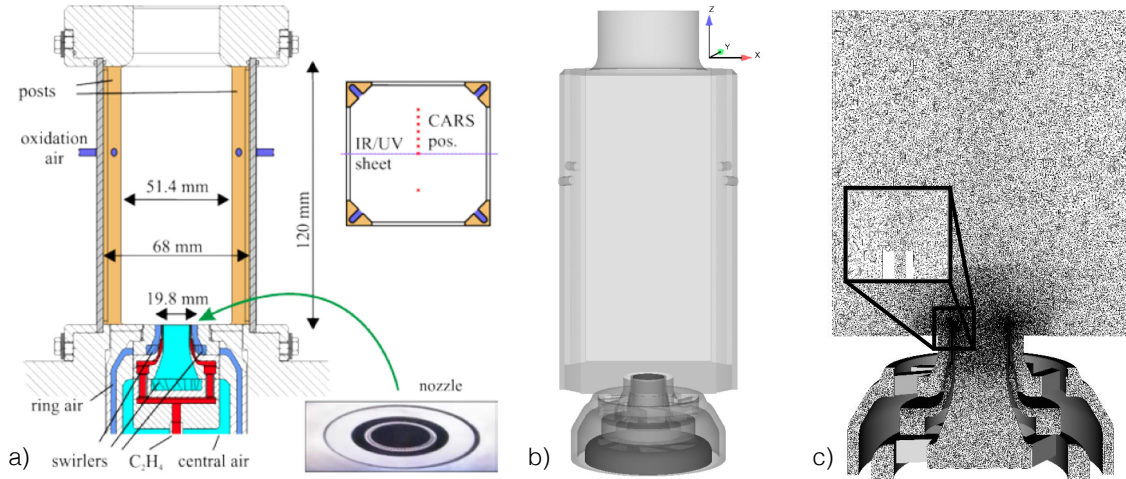 posts
oxidation
air
51.4 mm
68 mm
120 mm
19.8 mm
IR/UV
sheet
CARS
pos.
nozzle
ring air
swirlers
C₂H₄
central air
a)
Z
Y
X
b)
c)